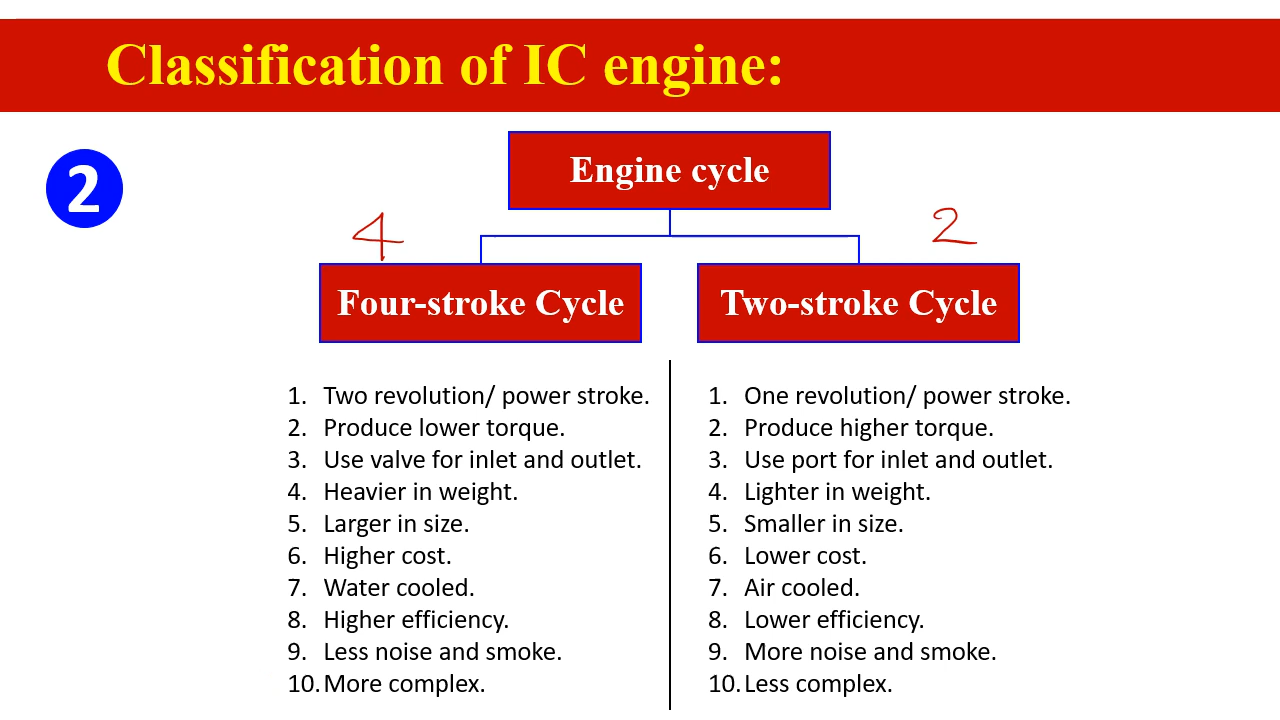 Classification of IC engine:
2
Engine cycle
4
2
Four-stroke Cycle
Two-stroke Cycle
1. Two revolution/ power stroke.
2. Produce lower torque.
3. Use valve for inlet and outlet.
4. Heavier in weight.
5. Larger in size.
6. Higher cost.
7. Water cooled.
8. Higher efficiency.
9. Less noise and smoke.
10. More complex.
1. One revolution/ power stroke.
2. Produce higher torque.
3. Use port for inlet and outlet.
4. Lighter in weight.
5. Smaller in size.
6. Lower cost.
7. Air cooled.
8. Lower efficiency.
9. More noise and smoke.
10. Less complex.